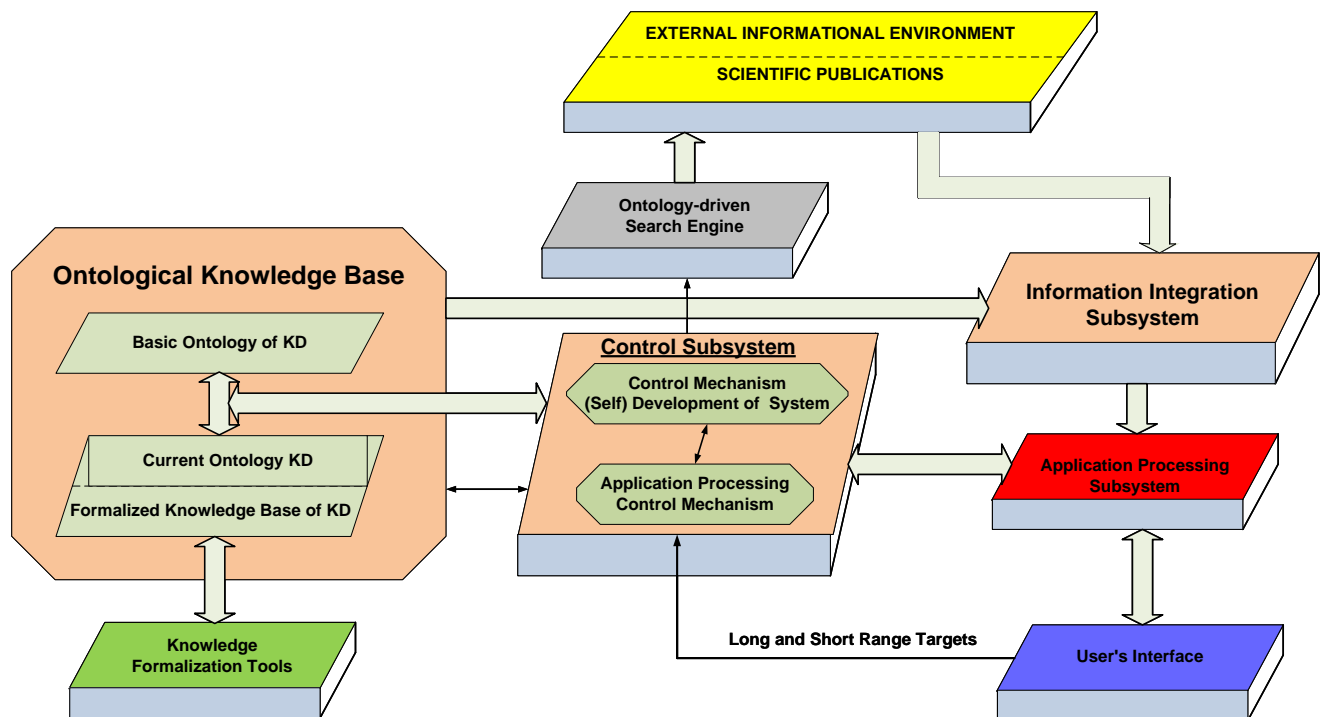 EXTERNAL INFORMATIONAL ENVIRONMENT
SCIENTIFIC PUBLICATIONS
Ontology-driven
Search Engine
Ontological Knowledge Base
Basic Ontology of KD
Current Ontology KD
Formalized Knowledge Base of KD
Control Subsystem
Control Mechanism
(Self) Development of System
Application Processing
Control Mechanism
Information Integration
Subsystem
Application Processing
Subsystem
Knowledge
Formalization Tools
Long and Short Range Targets
User's Interface